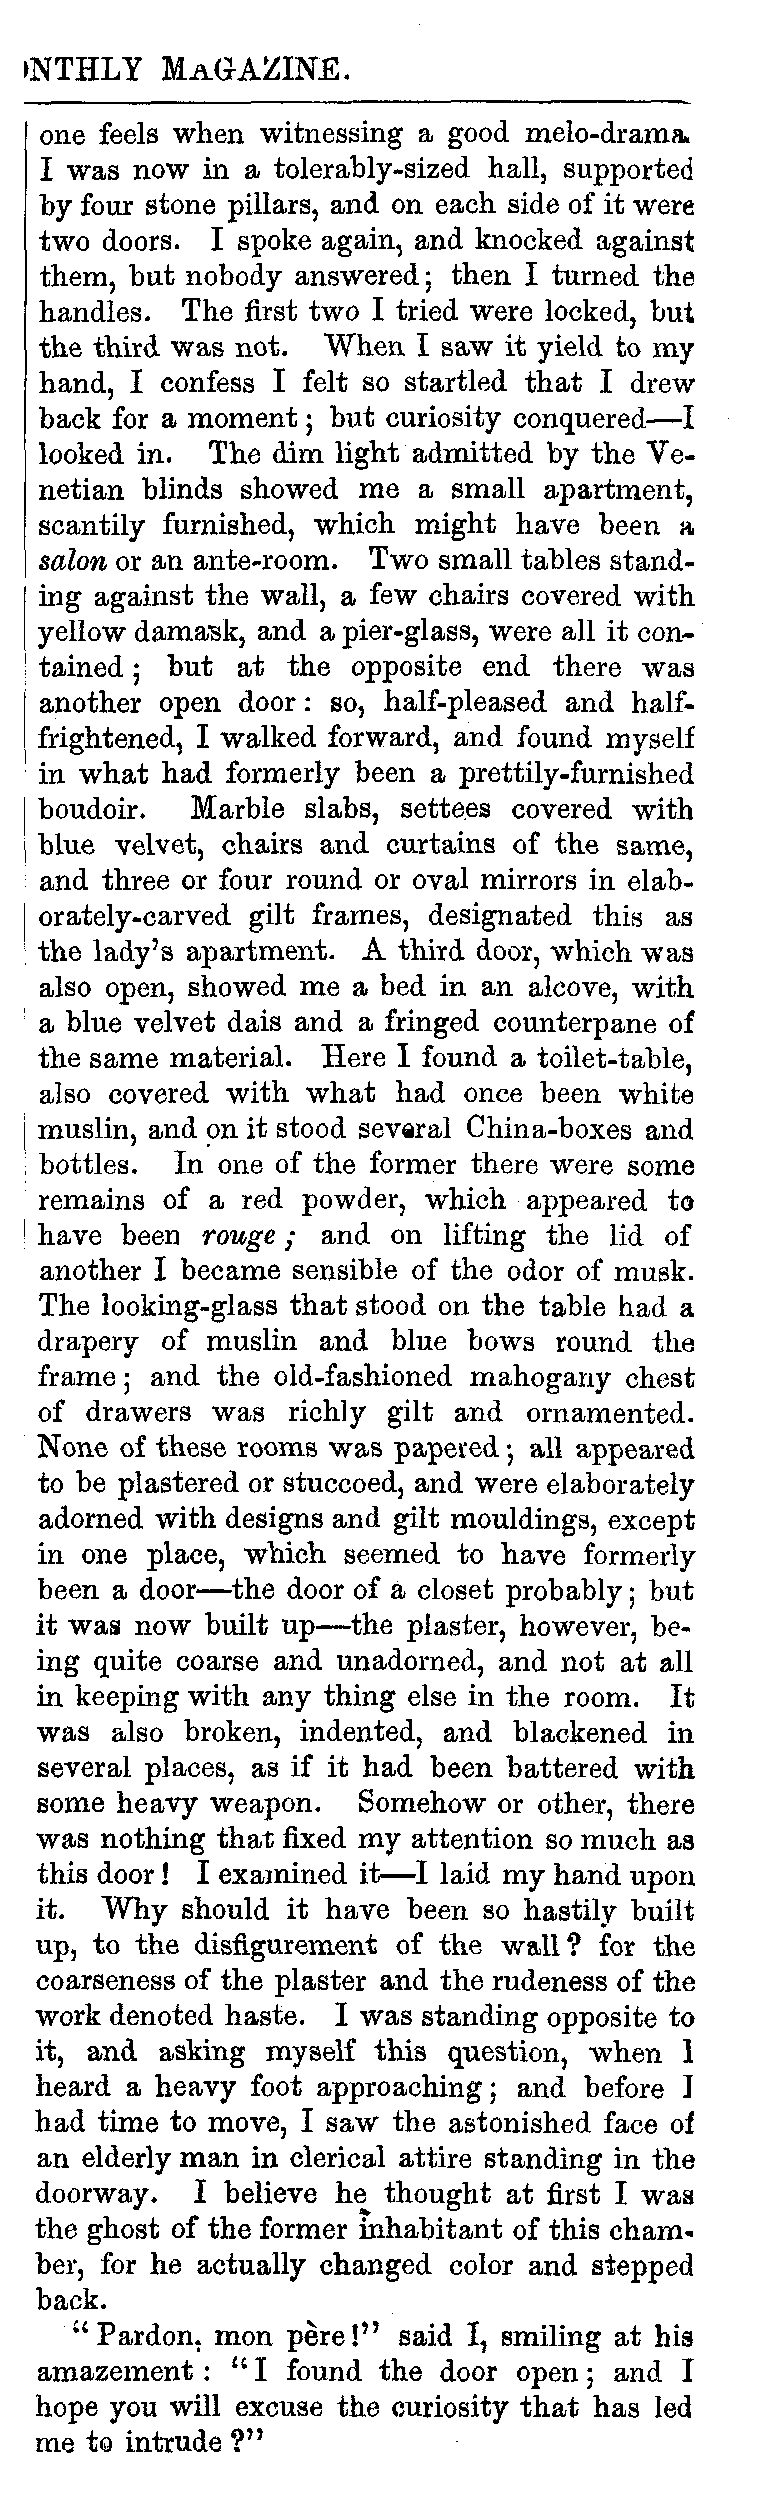 ONTHLY MAGAZINE.
one feels when witnessing a good melo-drama.
I was now in a tolerably-sized hall, supported
by four stone pillars, and on each side of it were
two doors. I spoke again, and knocked against
them, but nobody answered; then I turned the
handles. The first two I tried were locked, but
the third was not. When I saw it yield to my
hand, I confess I felt so startled that I drew
back for a moment; but curiosity conquered—I
looked in. The dim light admitted by the Ve-
netian blinds showed me a small apartment,
scantily furnished, which might have been a
salon or an ante-room. Two small tables stand-
ing against the wall, a few chairs covered with
yellow damask, and a pier-glass, were all it con-
tained; but at the opposite end there was
another open door: so, half-pleased and half-
frightened, I walked forward, and found myself
in what had formerly been a prettily-furnished
boudoir. Marble slabs, settees covered with
blue velvet, chairs and curtains of the same,
and three or four round or oval mirrors in elab-
orately-carved gilt frames, designated this as
the lady's apartment. A third door, which was
also open, showed me a bed in an alcove, with
a blue velvet dais and a fringed counterpane of
the same material. Here I found a toilet-table,
also covered with what had once been white
muslin, and on it stood several China-boxes and
bottles. In one of the former there were some
remains of a red powder, which appeared to
have been rouge; and on lifting the lid of
another I became sensible of the odor of musk.
The looking-glass that stood on the table had a
drapery of muslin and blue bows round the
frame; and the old-fashioned mahogany chest
of drawers was richly gilt and ornamented.
None of these rooms was papered; all appeared
to be plastered or stuccoed, and were elaborately
adorned with designs and gilt mouldings, except
in one place, which seemed to have formerly
been a door—the door of a closet probably; but
it was now built up—the plaster, however, be-
ing quite coarse and unadorned, and not at all
in keeping with any thing else in the room. It
was also broken, indented, and blackened in
several places, as if it had been battered with
some heavy weapon. Somehow or other, there
was nothing that fixed my attention so much as
this door! I examined it—I laid my hand upon
it. Why should it have been so hastily built
up, to the disfigurement of the wall? for the
coarseness of the plaster and the rudeness of the
work denoted haste. I was standing opposite to
it, and asking myself this question, when I
heard a heavy foot approaching; and before I
had time to move, I saw the astonished face of
an elderly man in clerical attire standing in the
doorway. I believe he thought at first I was
the ghost of the former inhabitant of this cham-
ber, for he actually changed color and stepped
back.
"Pardon, mon père!" said I, smiling at his
amazement: "I found the door open; and I
hope you will excuse the curiosity that has led
me to intrude?"